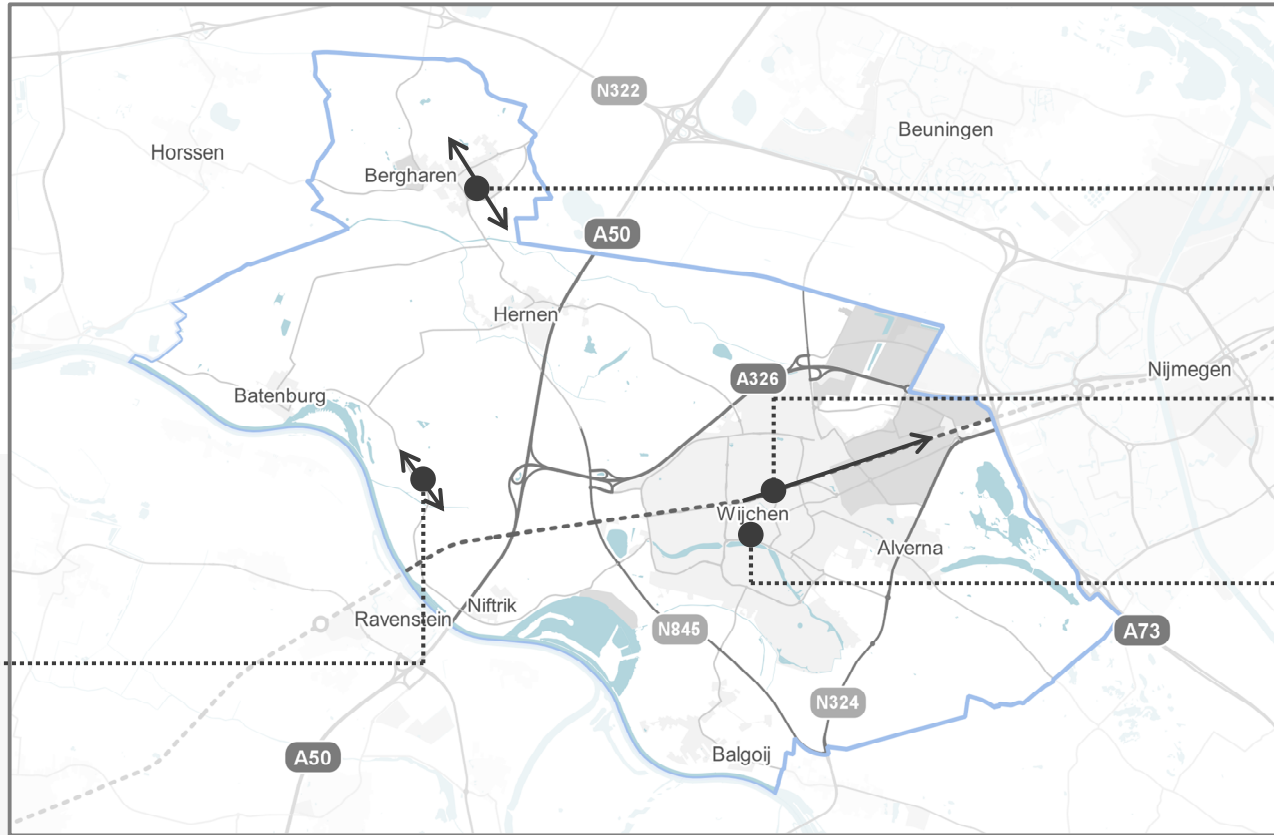 N322
Beuningen
Horssen
Bergharen
A50
Hernen
Nijmegen
A326
Batenburg
Wijchen
Alverna
Niftrik
Ravenstein
N845
A73
N324
Balgoij
A50